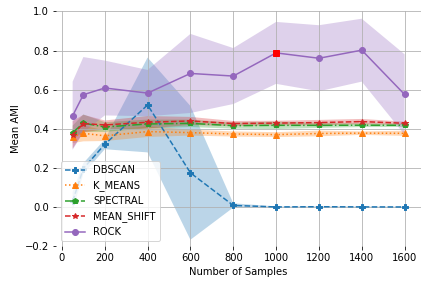 1.0
0.8
0.6
0.4
0.2
0.0
−0.2
Mean AMI
DBSCAN
K_MEANS
SPECTRAL
MEAN_SHIFT
ROCK
0 200 400 600 800 1000 1200 1400 1600
Number of Samples